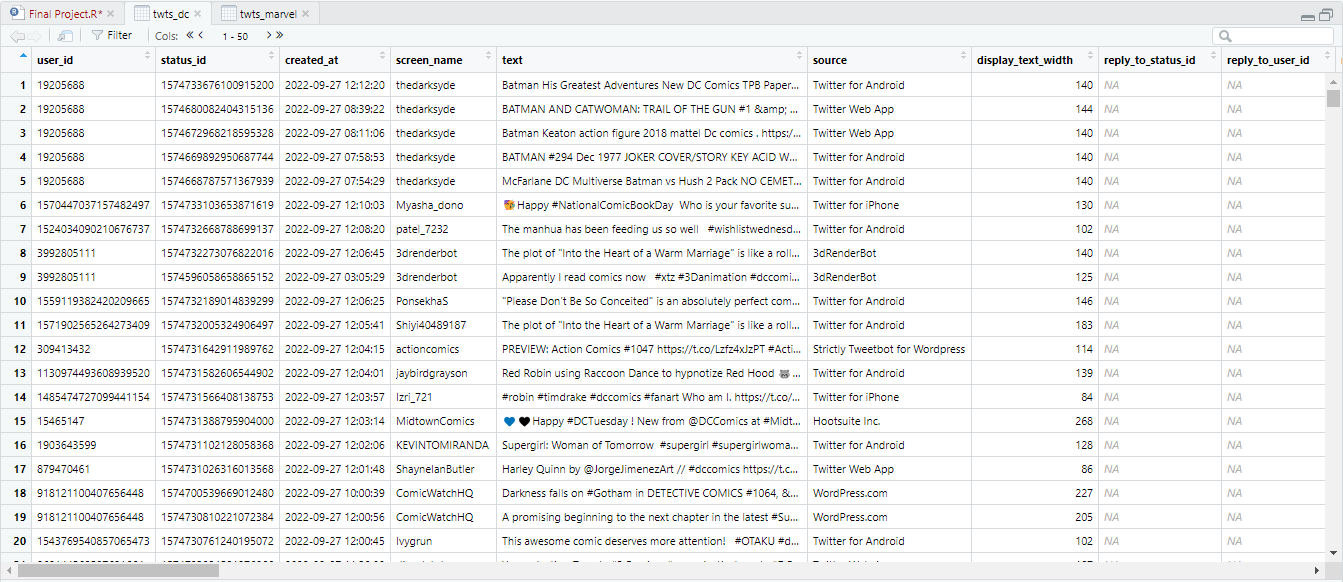 Final Project.R* twts_dc twts_marvel
Filter Cols: 1 - 50
user_id status_id created_at screen_name text source display_text_width reply_to_status_id reply_to_user_id
1 19205688 1574733676100915200 2022-09-27 12:12:20 thedarksyde Batman His Greatest Adventures New DC Comics TPB Paper... Twitter for Android 140 NA NA
2 19205688 1574680082404315136 2022-09-27 08:39:22 thedarksyde BATMAN AND CATWOMAN: TRAIL OF THE GUN #1 &amp; ... Twitter Web App 144 NA NA
3 19205688 1574672968218595328 2022-09-27 08:11:06 thedarksyde Batman Keaton action figure 2018 mattel Dc comics . https:/... Twitter Web App 140 NA NA
4 19205688 1574669892950687744 2022-09-27 07:58:53 thedarksyde BATMAN #294 Dec 1977 JOKER COVER/STORY KEY ACID W... Twitter for Android 140 NA NA
5 19205688 1574668787571367939 2022-09-27 07:54:29 thedarksyde McFarlane DC Multiverse Batman vs Hush 2 Pack NO CEMET... Twitter for Android 140 NA NA
6 1570447037157482497 1574733103653871619 2022-09-27 12:10:03 Myasha_dono Happy #NationalComicBookDay Who is your favorite su... Twitter for iPhone 130 NA NA
7 1524034090210676737 1574732668788699137 2022-09-27 12:08:20 patel_7232 The manhua has been feeding us so well #wishlistwednesd... Twitter for Android 102 NA NA
8 3992805111 1574732273076822016 2022-09-27 12:06:45 3drenderbot The plot of "Into the Heart of a Warm Marriage" is like a roll... 3dRenderBot 140 NA NA
9 3992805111 1574596058658865152 2022-09-27 03:05:29 3drenderbot Apparently I read comics now #xtz #3Danimation #dccomi... 3dRenderBot 125 NA NA
10 1559119382420209665 1574732189014839299 2022-09-27 12:06:25 PonsekhaS "Please Don't Be So Conceited" is an absolutely perfect com... Twitter for Android 146 NA NA
11 1571902565264273409 1574732005324906497 2022-09-27 12:05:41 Shiyi40489187 The plot of "Into the Heart of a Warm Marriage" is like a roll... Twitter for Android 183 NA NA
12 309413432 1574731642911989762 2022-09-27 12:04:15 actioncomics PREVIEW: Action Comics #1047 https://t.co/Lzfz4xJzPT #Acti... Strictly Tweetbot for Wordpress 114 NA NA
13 1130974493608939520 1574731582606544902 2022-09-27 12:04:01 jaybirdgrayson Red Robin using Raccoon Dance to hypnotize Red Hood 🦝 ... Twitter for Android 139 NA NA
14 1485474727099441154 1574731566408138753 2022-09-27 12:03:57 Izri_721 #robin #timdrake #dccomics #fanart Who am I. https://t.co/... Twitter for iPhone 84 NA NA
15 15465147 1574731388795904000 2022-09-27 12:03:14 MidtownComics 💙 🖤 Happy #DCTuesday ! New from @DCComics at #Midt... Hootsuite Inc. 268 NA NA
16 1903643599 1574731102128058368 2022-09-27 12:02:06 KEVINTOMIRANDA Supergirl: Woman of Tomorrow #supergirl #supergirlwoma... Twitter for Android 128 NA NA
17 879470461 1574731026316013568 2022-09-27 12:01:48 ShaynelanButler Harley Quinn by @JorgeJimenezArt // #dccomics https://t.c... Twitter Web App 86 NA NA
18 918121100407656448 1574700539669012480 2022-09-27 10:00:39 ComicWatchHQ Darkness falls on #Gotham in DETECTIVE COMICS #1064, &... WordPress.com 227 NA NA
19 918121100407656448 1574730810221072384 2022-09-27 12:00:56 ComicWatchHQ A promising beginning to the next chapter in the latest #Su... WordPress.com 205 NA NA
20 1543769540857065473 1574730761240195072 2022-09-27 12:00:45 Ivygrun This awesome comic deserves more attention! #OTAKU #d... Twitter for Android 102 NA NA